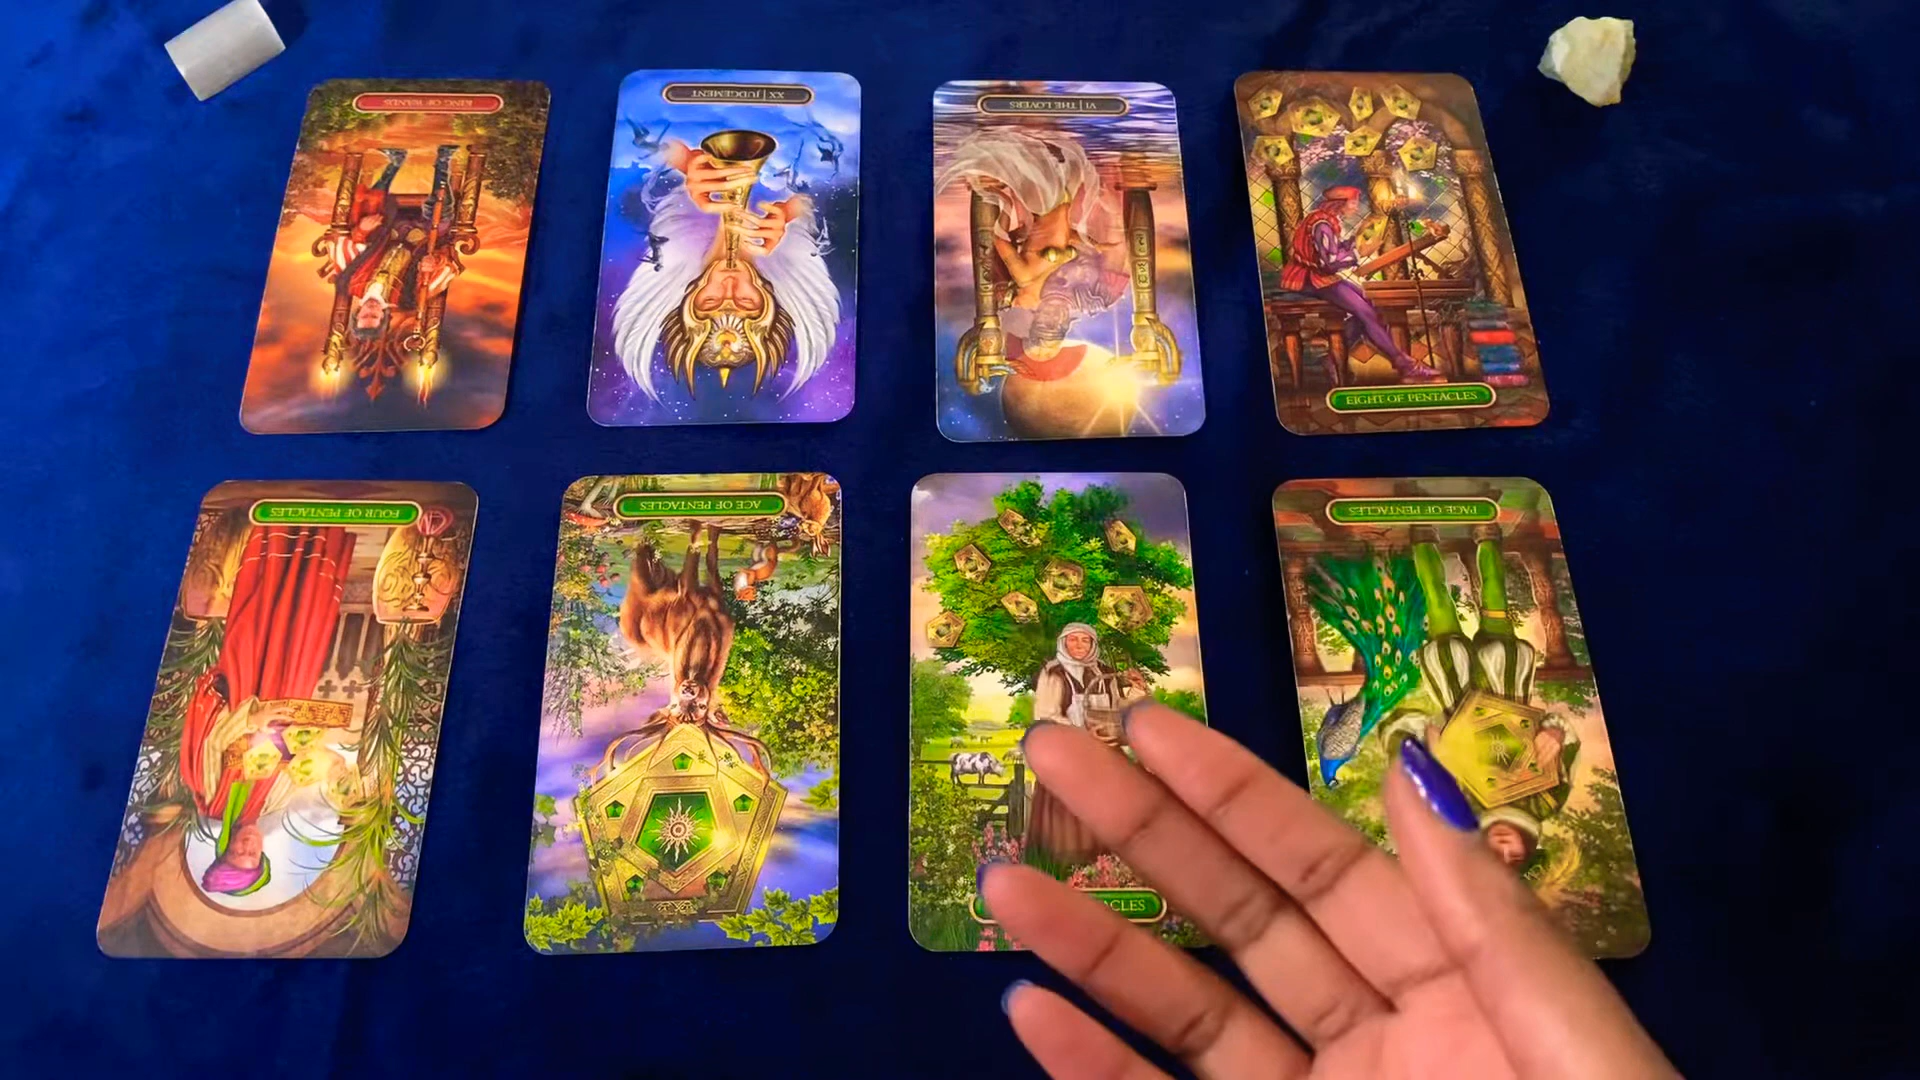 KING OF WANDS
XX | JUDGEMENT
VI | THE LOVERS
EIGHT OF PENTACLES
FOUR OF PENTACLES
ACE OF PENTACLES
ACLES
PAGE OF PENTACLES